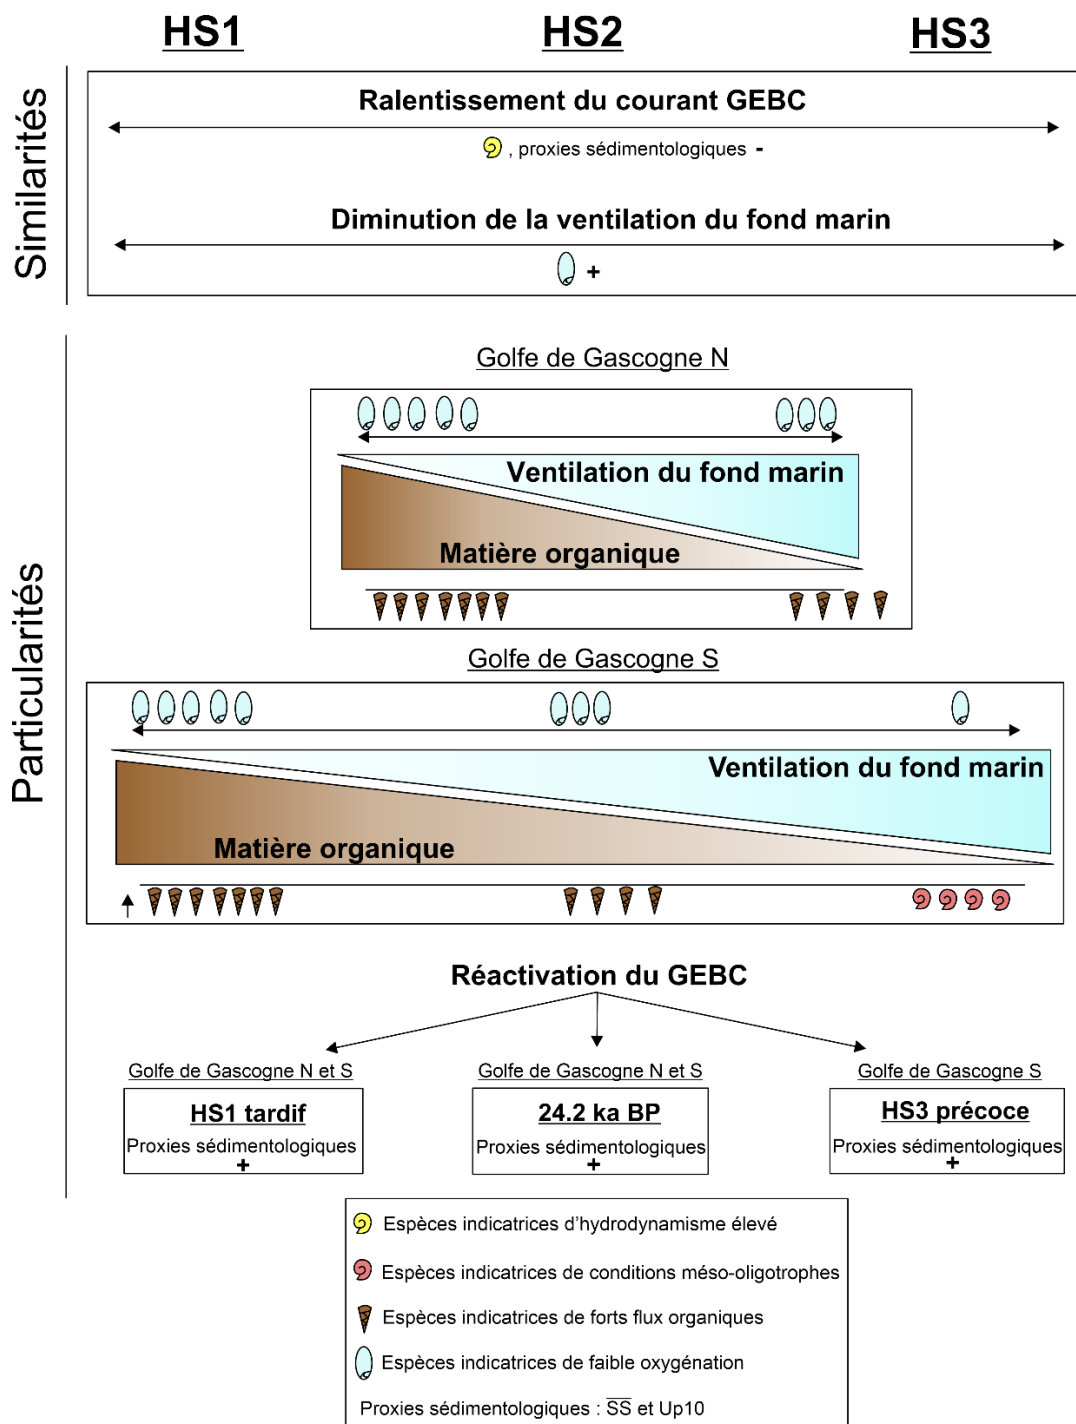 HS1 HS2 HS3
Similarités
Ralentissement du courant GEBC
, proxies sédimentologiques -
Diminution de la ventilation du fond marin
+
Particularités
Golfe de Gascogne N
Ventilation du fond marin
Matière organique
Golfe de Gascogne S
Ventilation du fond marin
Matière organique
Réactivation du GEBC
Golfe de Gascogne N et S
HS1 tardif
Proxies sédimentologiques
+
Golfe de Gascogne N et S
24.2 ka BP
Proxies sédimentologiques
+
Golfe de Gascogne S
HS3 précoce
Proxies sédimentologiques
+
Espèces indicatrices d'hydrodynamisme élevé
Espèces indicatrices de conditions méso-oligotrophes
Espèces indicatrices de forts flux organiques
Espèces indicatrices de faible oxygénation
Proxies sédimentologiques : S̅S̅ et Up10